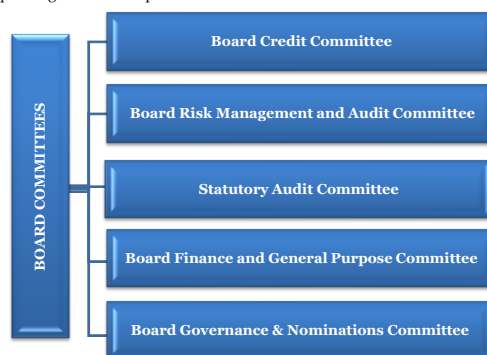 BOARD COMMITTEES
Board Credit Committee
Board Risk Management and Audit Committee
Statutory Audit Committee
Board Finance and General Purpose Committee
Board Governance & Nominations Committee